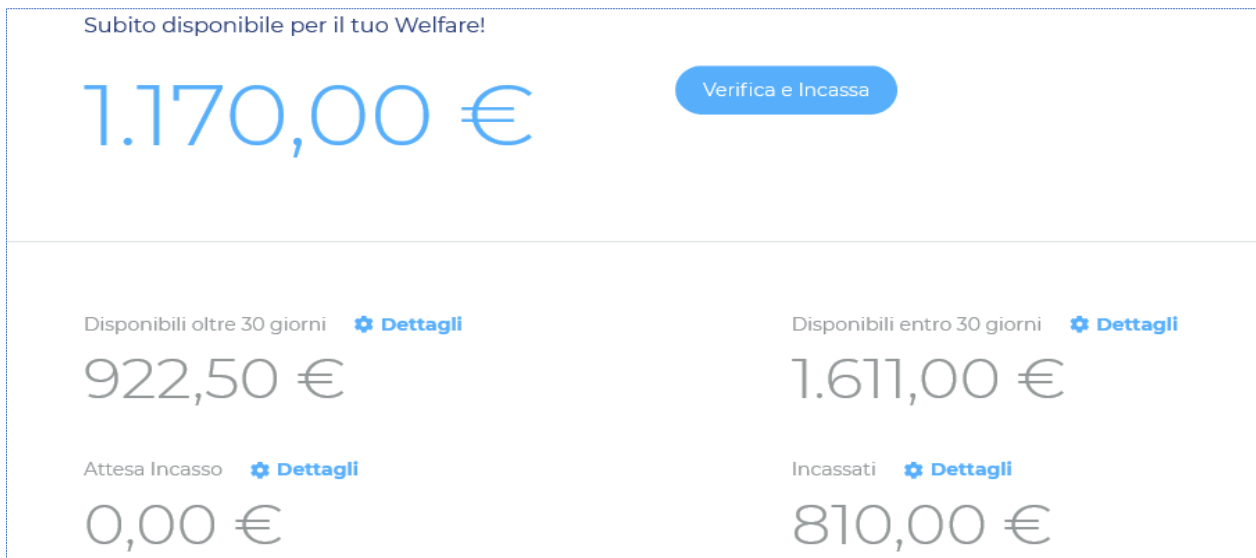 Subito disponibile per il tuo Welfare!
1.170,00 €
Verifica e Incassa
Disponibili oltre 30 giorni Dettagli
922,50 €
Disponibili entro 30 giorni Dettagli
1.611,00 €
Attesa Incasso Dettagli
0,00 €
Incassati Dettagli
810,00 €